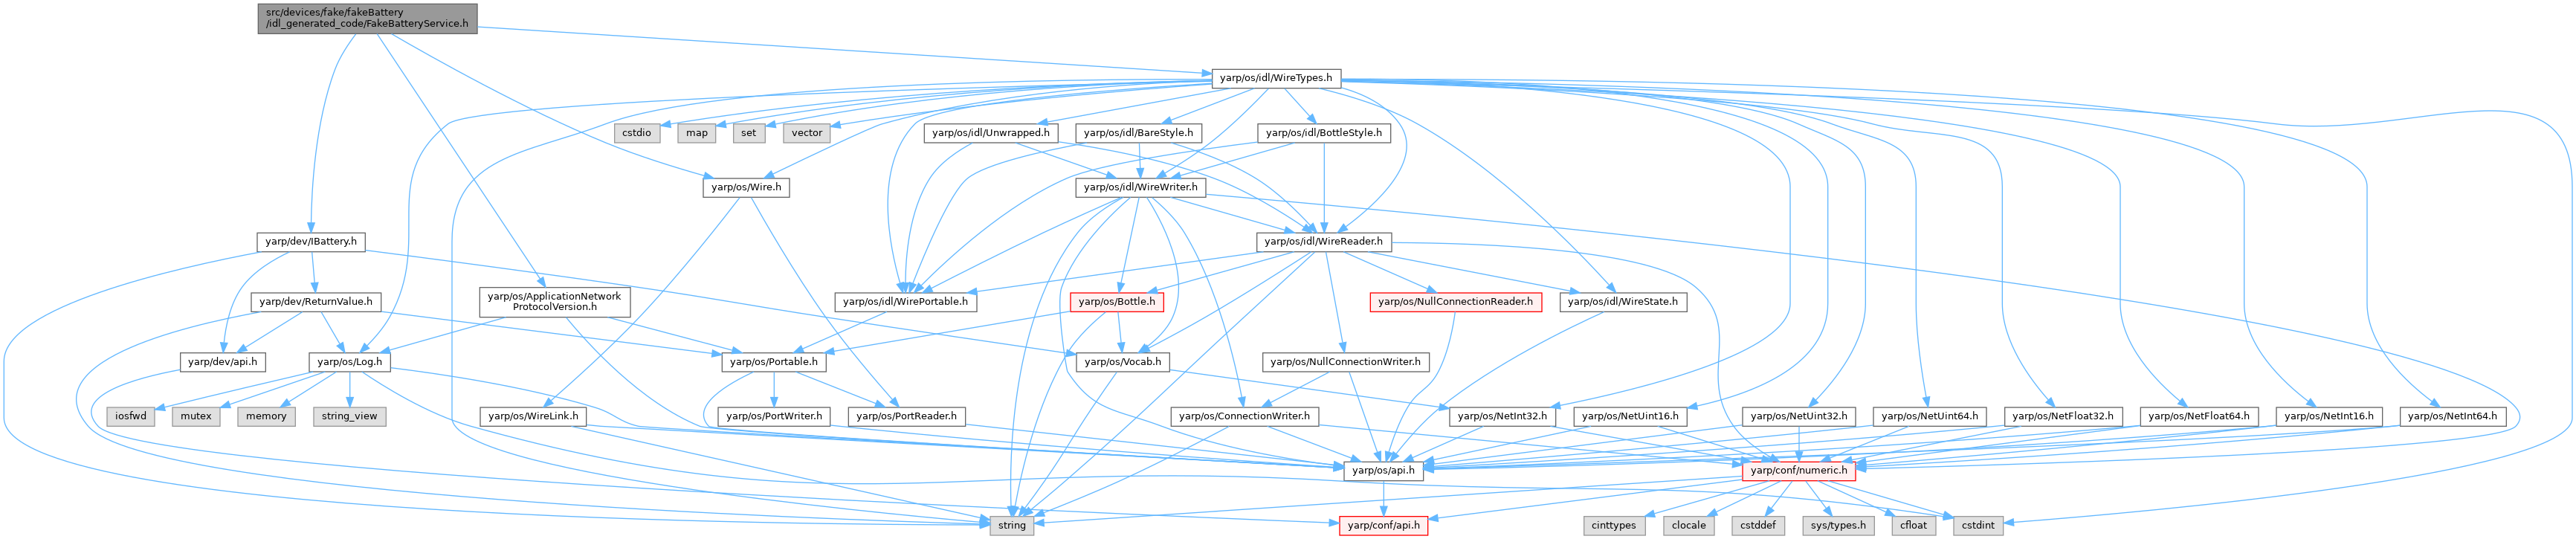 src/devices/fake/fakeBattery
/idl_generated_code/FakeBatteryService.h
yarp/os/idl/WireTypes.h
cstdio
map
set
vector
yarp/os/idl/Unwrapped.h
yarp/os/idl/BareStyle.h
yarp/os/idl/BottleStyle.h
yarp/os/Wire.h
yarp/os/idl/WireWriter.h
yarp/dev/IBattery.h
yarp/os/idl/WireReader.h
yarp/dev/ReturnValue.h
yarp/os/ApplicationNetwork
ProtocolVersion.h
yarp/os/idl/WirePortable.h
yarp/os/Bottle.h
yarp/os/NullConnectionReader.h
yarp/os/idl/WireState.h
yarp/dev/api.h
yarp/os/Log.h
yarp/os/Portable.h
yarp/os/Vocab.h
yarp/os/NullConnectionWriter.h
iosfwd
mutex
memory
string_view
yarp/os/WireLink.h
yarp/os/PortWriter.h
yarp/os/PortReader.h
yarp/os/ConnectionWriter.h
yarp/os/NetInt32.h
yarp/os/NetUint16.h
yarp/os/NetUint32.h
yarp/os/NetUint64.h
yarp/os/NetFloat32.h
yarp/os/NetFloat64.h
yarp/os/NetInt16.h
yarp/os/NetInt64.h
yarp/os/api.h
yarp/conf/numeric.h
string
yarp/conf/api.h
cinttypes
clocale
cstddef
sys/types.h
cfloat
cstdint